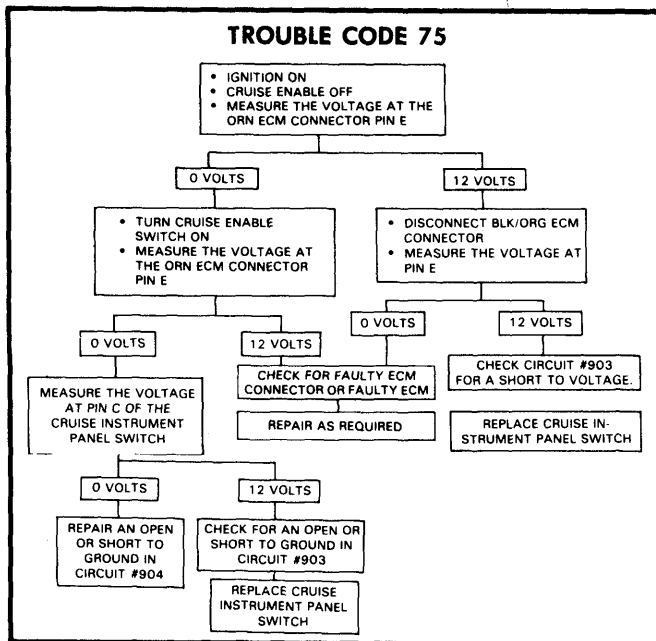 TROUBLE CODE 75
• IGNITION ON
• CRUISE ENABLE OFF
• MEASURE THE VOLTAGE AT THE
ORN ECM CONNECTOR PIN E
0 VOLTS
12 VOLTS
• TURN CRUISE ENABLE
SWITCH ON
• MEASURE THE VOLTAGE AT
THE ORN ECM CONNECTOR
PIN E
• DISCONNECT BLK/ORG ECM
CONNECTOR
• MEASURE THE VOLTAGE AT
PIN E
0 VOLTS
12 VOLTS
0 VOLTS
12 VOLTS
MEASURE THE VOLTAGE
AT PIN C OF THE
CRUISE INSTRUMENT
PANEL SWITCH
CHECK FOR FAULTY ECM
CONNECTOR OR FAULTY ECM
REPAIR AS REQUIRED
CHECK CIRCUIT #903
FOR A SHORT TO VOLTAGE.
REPLACE CRUISE IN-
STRUMENT PANEL SWITCH
0 VOLTS
12 VOLTS
REPAIR AN OPEN
OR SHORT TO
GROUND IN
CIRCUIT #904
CHECK FOR AN OPEN OR
SHORT TO GROUND IN
CIRCUIT #903
REPLACE CRUISE
INSTRUMENT PANEL
SWITCH